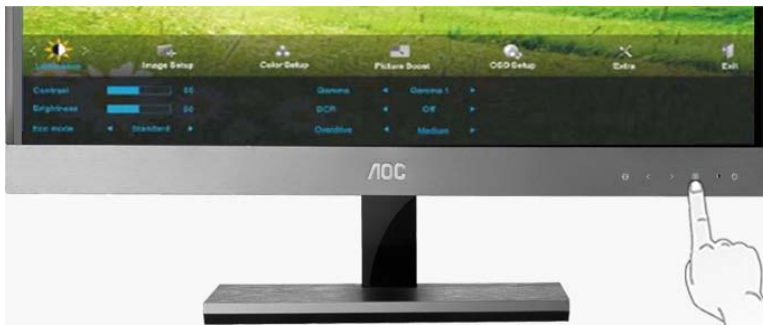 Luminance
Image Setup
Color Setup
Picture Boost
OSD Setup
Extra
Exit
Contrast 50
Gamma Gamma 1
Brightness 50
DCR Off
Eco mode Standard
Overdrive Medium
AOC